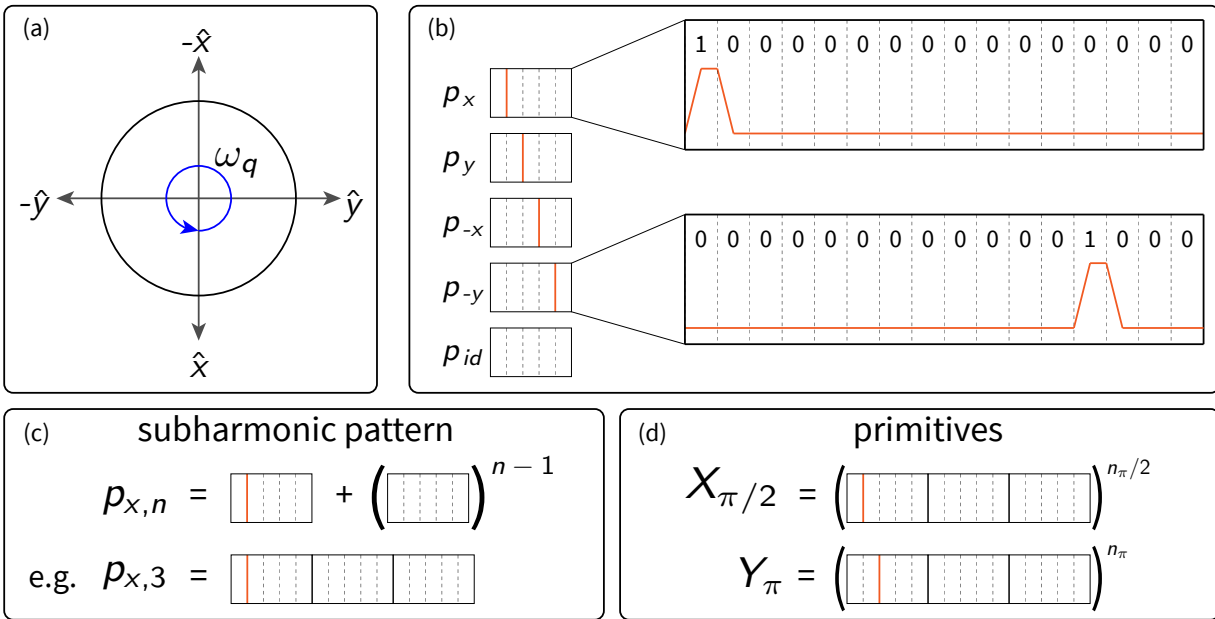 (a)
-x̂
ω_q
-ŷ
ŷ
x̂
(b)
p_x
p_y
p_-x
p_-y
p_id
1 0 0 0 0 0 0 0 0 0 0 0 0 0 0 0
0 0 0 0 0 0 0 0 0 0 0 0 1 0 0 0
(c) subharmonic pattern
p_x,n = + ( )^n − 1
e.g. p_x,3 =
(d) primitives
X_π/2 = ( )^n_π/2
Y_π = ( )^n_π